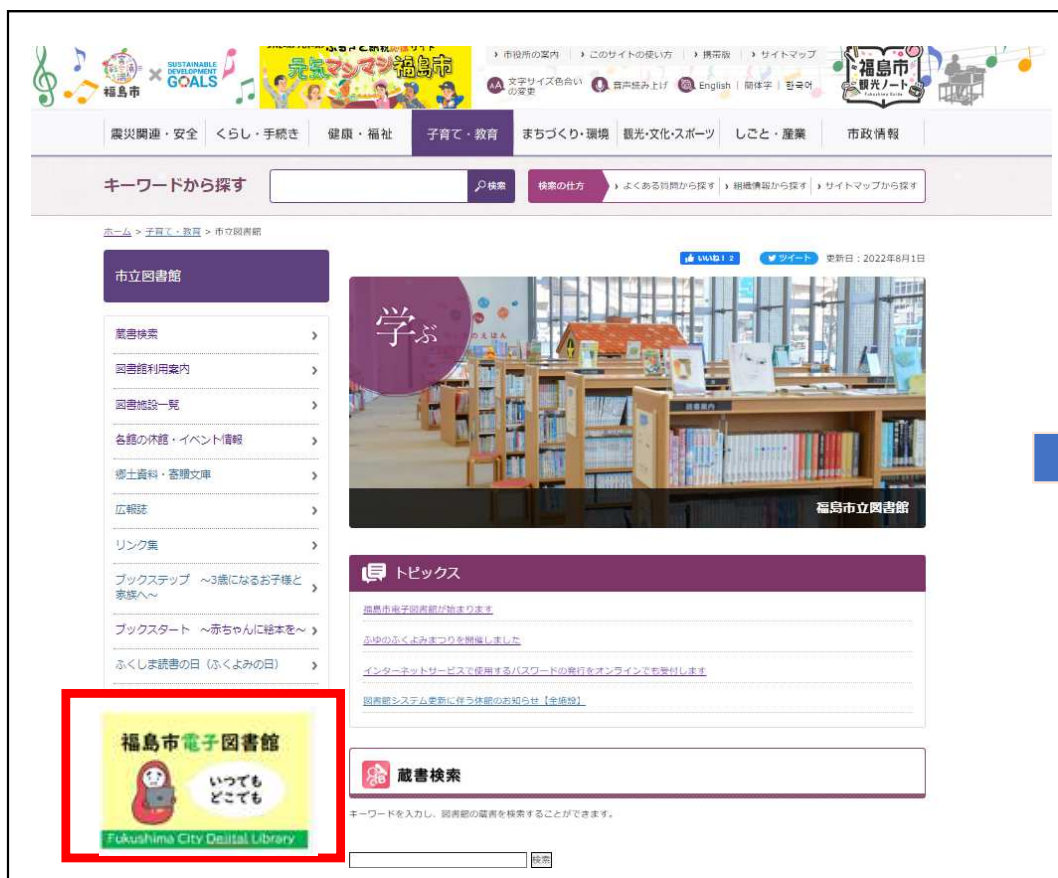 福島市
SUSTAINABLE
DEVELOPMENT
GOALS
元気マシマシ福島市
市役所の案内 このサイトの使い方 携帯版 サイトマップ
文字サイズ色合い
の変更
音声読み上げ English 簡体字 한국어
福島市
観光ノート
震災関連・安全 くらし・手続き 健康・福祉 子育て・教育 まちづくり・環境 観光・文化・スポーツ しごと・産業 市政情報
キーワードから探す 検索 検索の仕方 よくある質問から探す 組織情報から探す サイトマップから探す
ホーム > 子育て・教育 > 市立図書館
いいね! 2 ツイート 更新日：2022年8月1日
市立図書館
蔵書検索
図書館利用案内
図書施設一覧
各館の休館・イベント情報
郷土資料・寄贈文庫
広報誌
リンク集
ブックステップ ～3歳になるお子様と
家族へ～
ブックスタート ～赤ちゃんに絵本を～
ふくしま読書の日（ふくよみの日）
福島市電子図書館
いつでも
どこでも
Fukushima City Dejital Library
学ぶ
福島市立図書館
トピックス
福島市電子図書館が始まります
ふゆのふくよみまつりを開催しました
インターネットサービスで使用するパスワードの発行をオンラインでも受付します
図書館システム更新に伴う休館のお知らせ【全施設】
蔵書検索
キーワードを入力し、図書館の蔵書を検索することができます。
検索